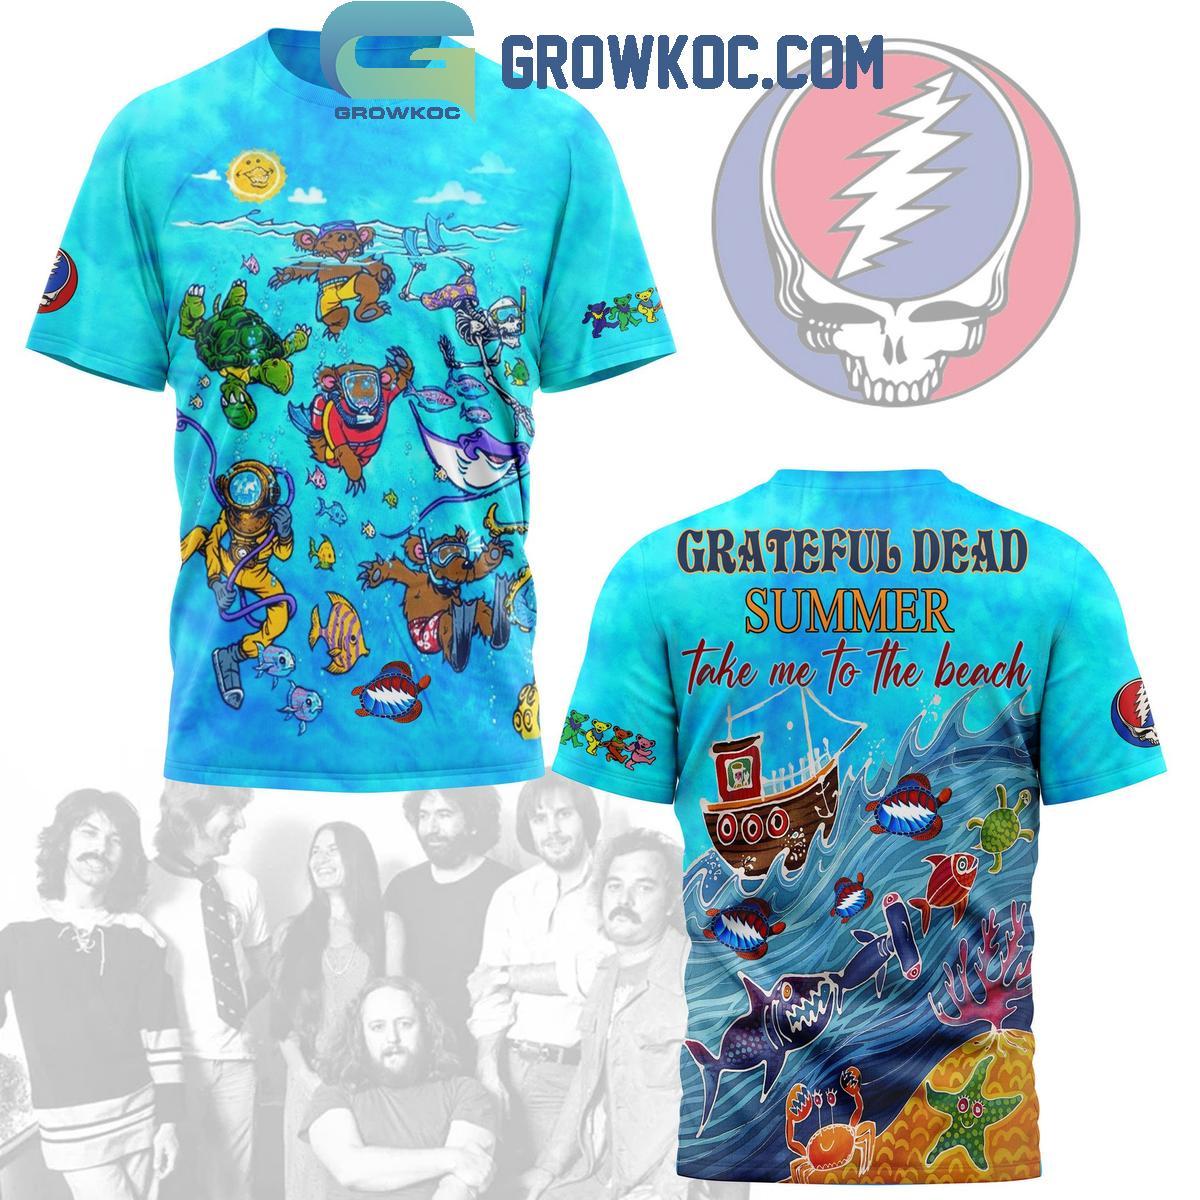 GROWKOC.COM
GROWKOC
GRATEFUL DEAD
SUMMER
take me to the beach